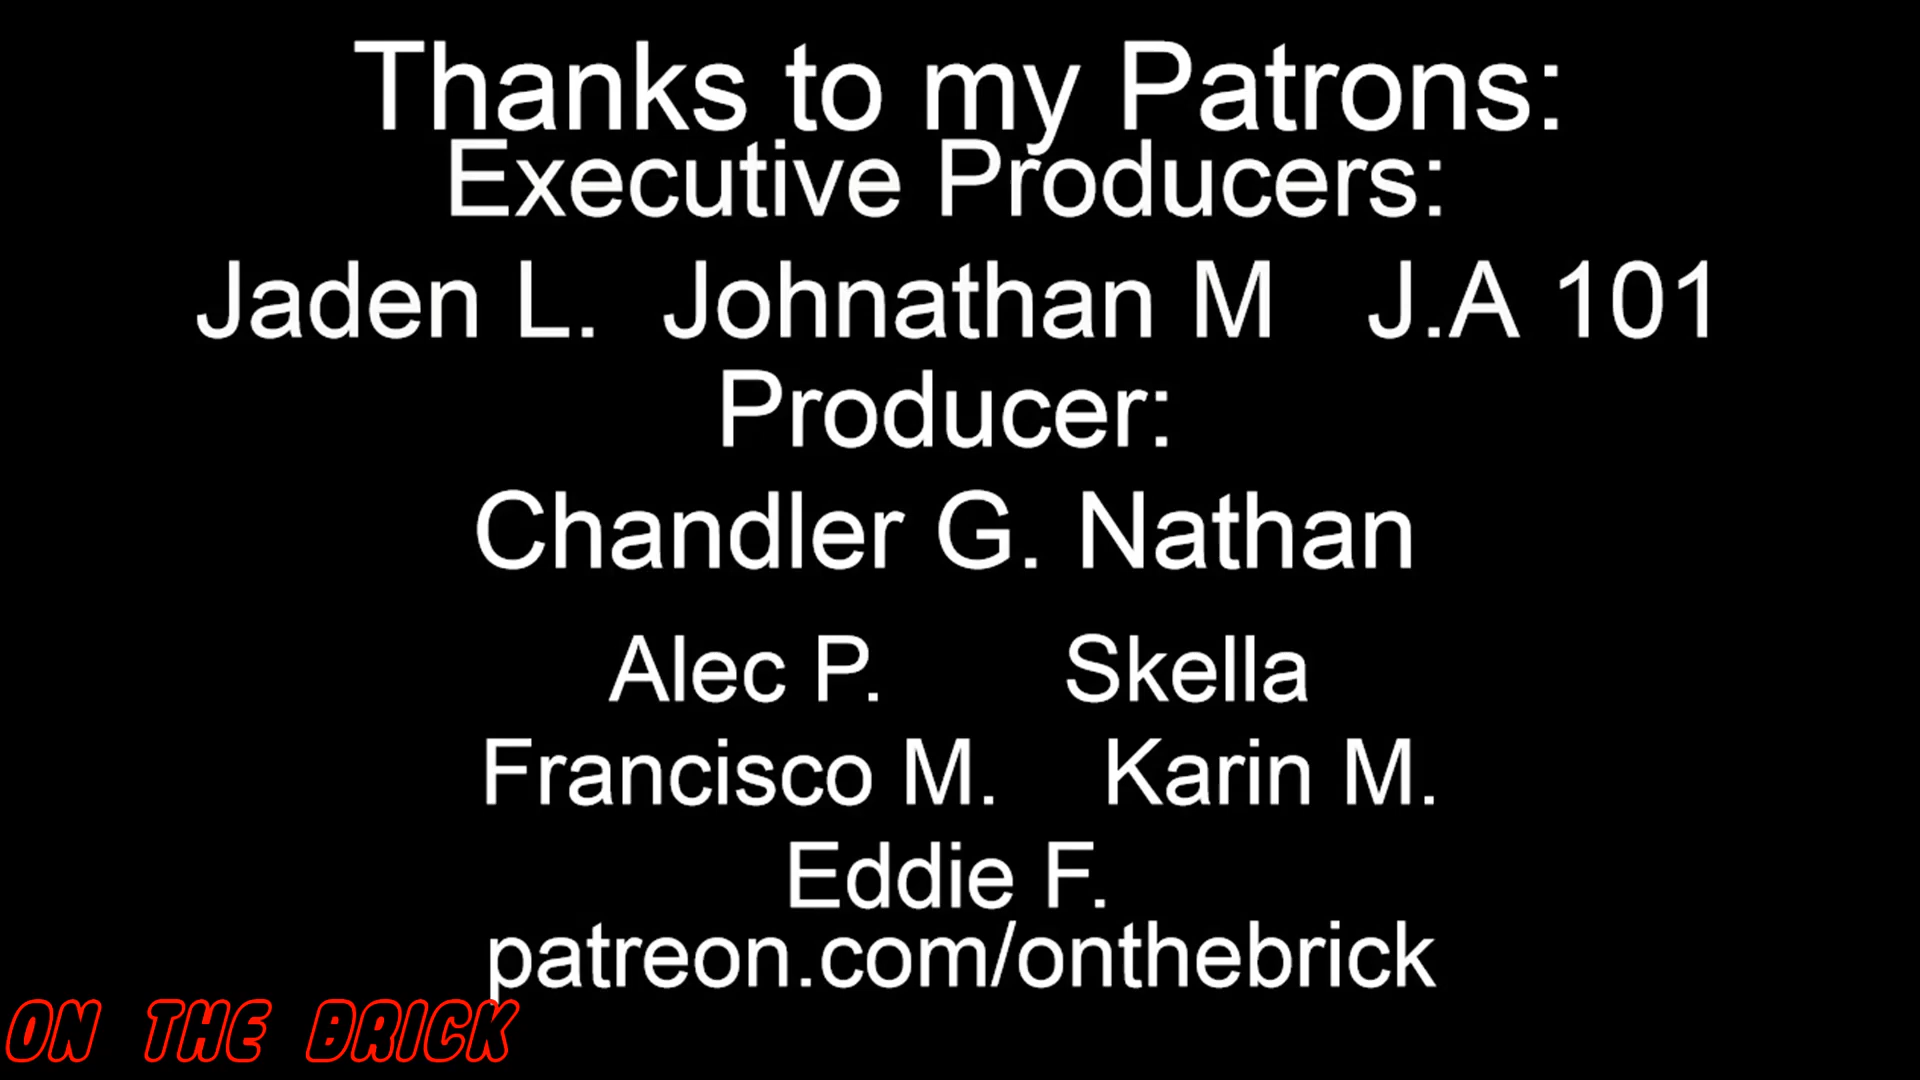 Thanks to my Patrons:
Executive Producers:
Jaden L. Johnathan M J.A 101
Producer:
Chandler G. Nathan
Alec P. Skella
Francisco M. Karin M.
Eddie F.
patreon.com/onthebrick
ON THE BRICK